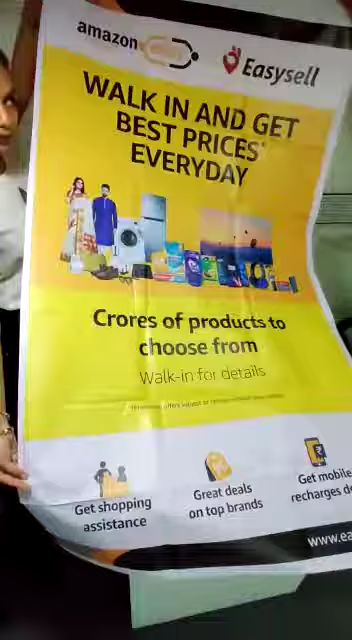 amazon easy Easysell
WALK IN AND GET
BEST PRICES*
EVERYDAY
Crores of products to
choose from
Walk-in for details
Get shopping
assistance
Great deals
on top brands
Get mobile
recharges d
www.ea